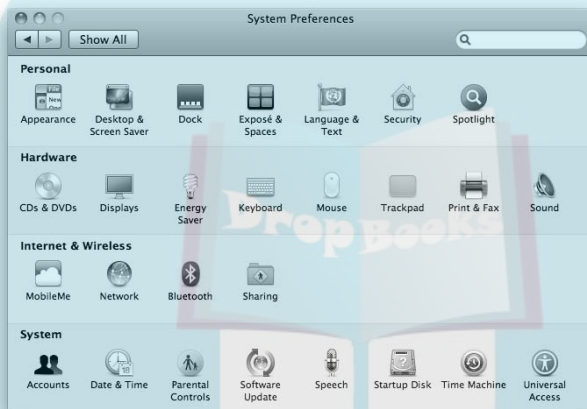 System Preferences
Show All
Personal
Appearance
Desktop & Screen Saver
Dock
Exposé & Spaces
Language & Text
Security
Spotlight
Hardware
CDs & DVDs
Displays
Energy Saver
Keyboard
Mouse
Trackpad
Print & Fax
Sound
Internet & Wireless
MobileMe
Network
Bluetooth
Sharing
System
Accounts
Date & Time
Parental Controls
Software Update
Speech
Startup Disk
Time Machine
Universal Access
DropBooks